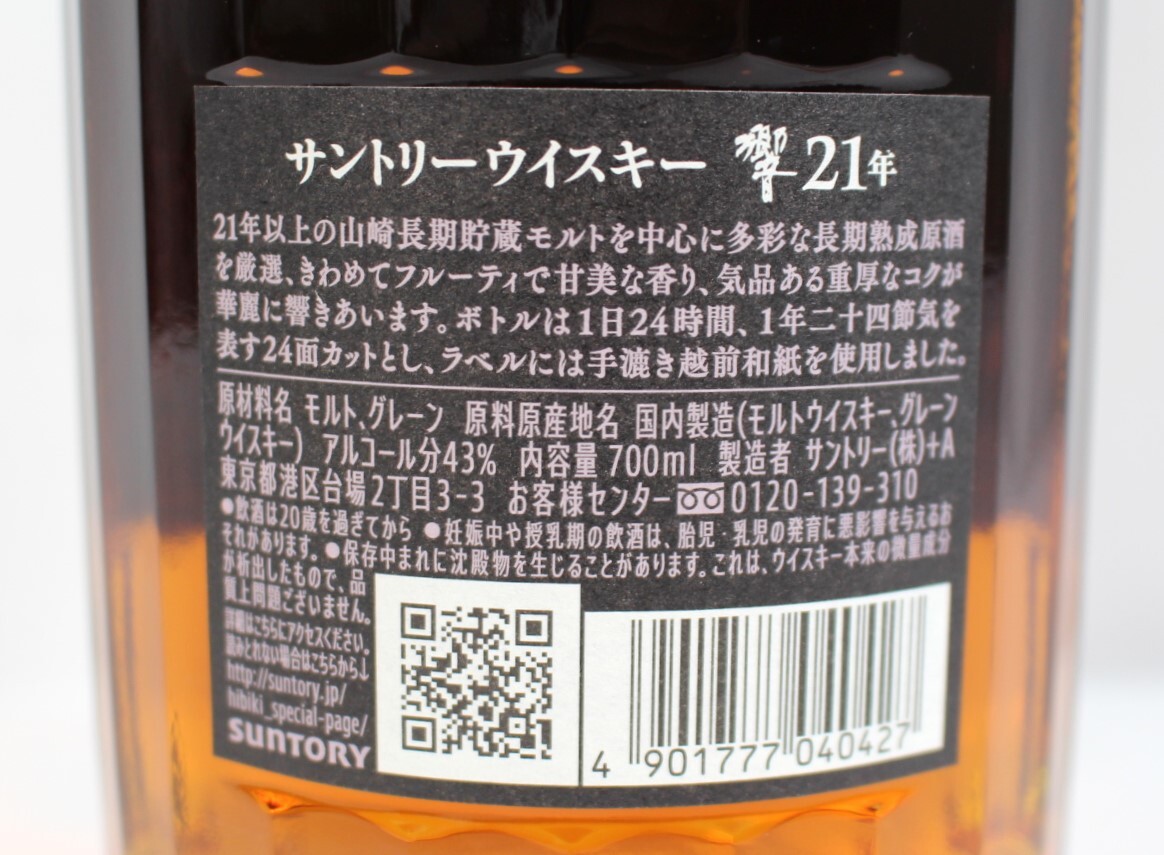 サントリーウイスキー 響 21年
21年以上の山崎長期貯蔵モルトを中心に多彩な長期熟成原酒
を厳選、きわめてフルーティで甘美な香り、気品ある重厚なコクが
華麗に響きあいます。ボトルは1日24時間、1年二十四節気を
表す24面カットとし、ラベルには手漉き越前和紙を使用しました。
原材料名 モルト、グレーン 原料原産地名 国内製造(モルトウイスキー、グレーン
ウイスキー) アルコール分43% 内容量 700ml 製造者 サントリー(株)+A
東京都港区台場2丁目3-3 お客様センター 0120-139-310
●飲酒は20歳を過ぎてから ●妊娠中や授乳期の飲酒は、胎児・乳児の発育に悪影響を与えるお
それがあります。●保存中まれに沈殿物を生じることがあります。これは、ウイスキー本来の微量成分
が析出したもので、品
質上問題ございません。
詳細はこちらにアクセスください。
読みとれない場合はこちらから↓
http://suntory.jp/
hibiki_special-page/
SUNTORY
4 901777 040427